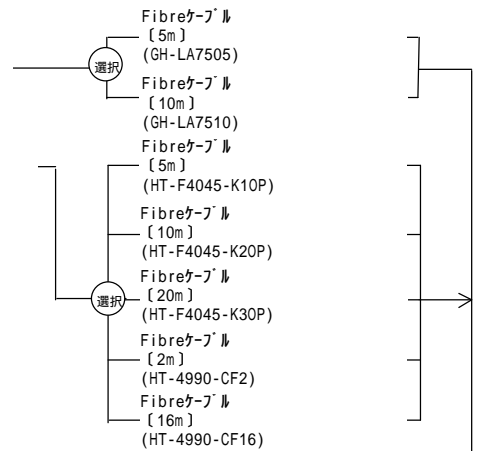 Fibreｹｰﾌﾞﾙ
〔5m〕
(GH-LA7505)
選択
Fibreｹｰﾌﾞﾙ
〔10m〕
(GH-LA7510)
Fibreｹｰﾌﾞﾙ
〔5m〕
(HT-F4045-K10P)
Fibreｹｰﾌﾞﾙ
〔10m〕
(HT-F4045-K20P)
Fibreｹｰﾌﾞﾙ
選択
〔20m〕
(HT-F4045-K30P)
Fibreｹｰﾌﾞﾙ
〔2m〕
(HT-4990-CF2)
Fibreｹｰﾌﾞﾙ
〔16m〕
(HT-4990-CF16)